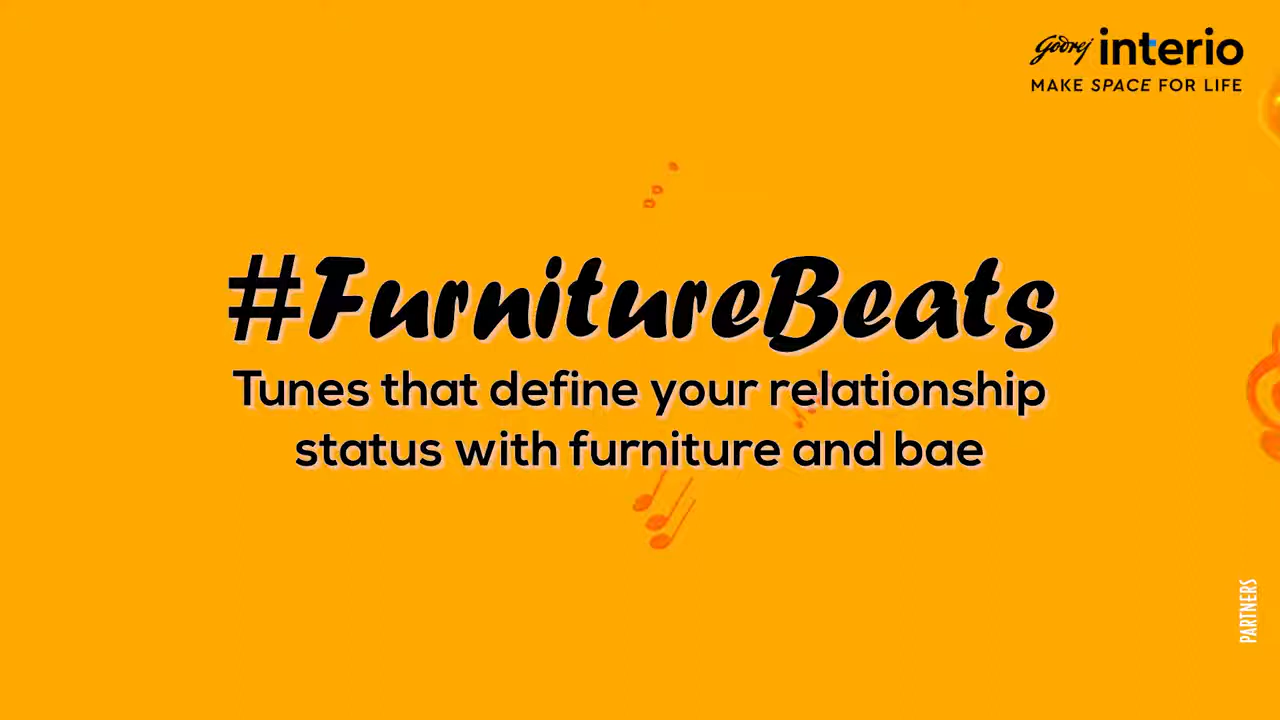 Godrej interio
MAKE SPACE FOR LIFE
#FurnitureBeats
Tunes that define your relationship
status with furniture and bae
PARTNERS